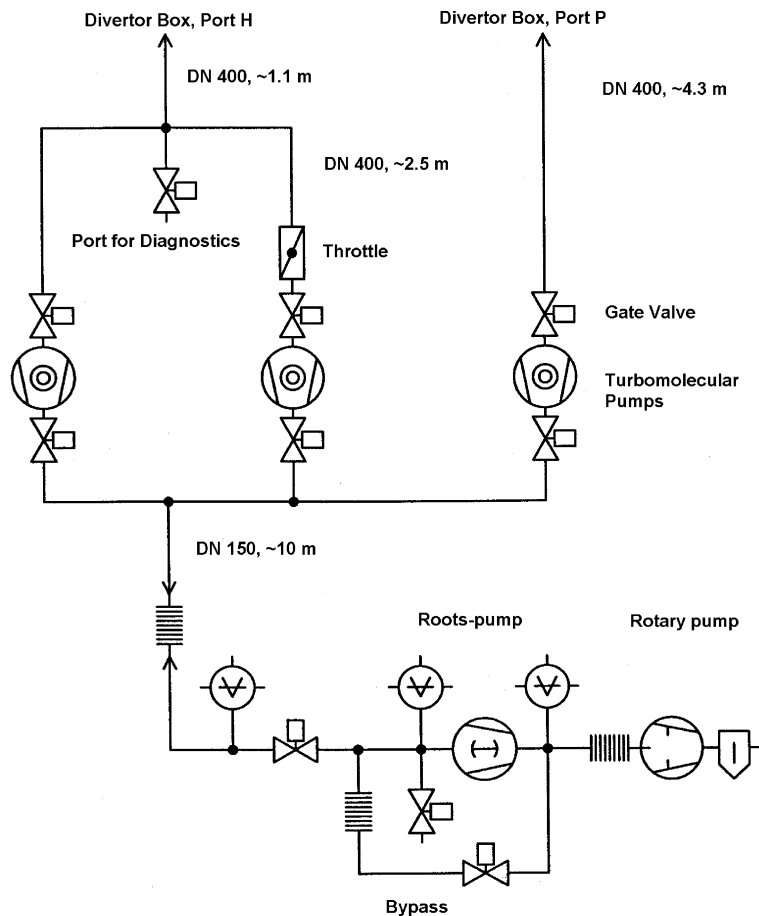 Divertor Box, Port H
Divertor Box, Port P
DN 400, ~1.1 m
DN 400, ~4.3 m
DN 400, ~2.5 m
Port for Diagnostics
Throttle
Gate Valve
Turbomolecular
Pumps
DN 150, ~10 m
Roots-pump
Rotary pump
Bypass